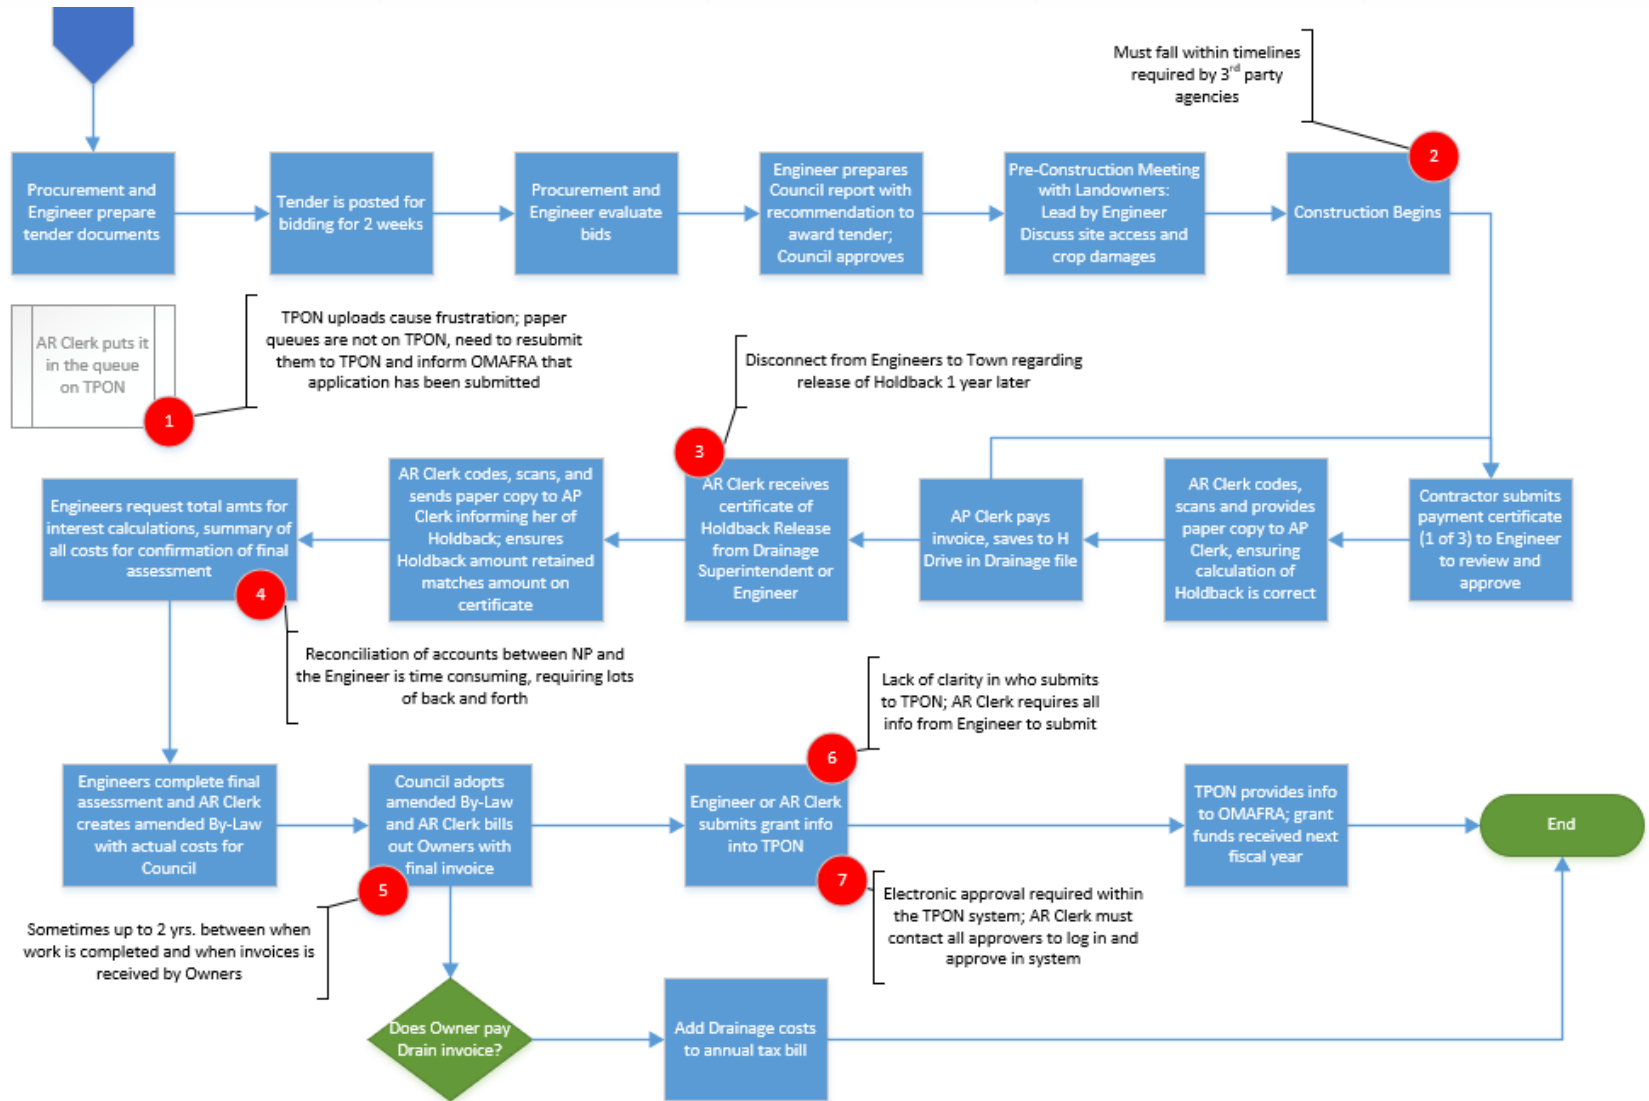 Must fall within timelines
required by 3rd party
agencies
2
Procurement and
Engineer prepare
tender documents
Tender is posted for
bidding for 2 weeks
Procurement and
Engineer evaluate
bids
Engineer prepares
Council report with
recommendation to
award tender;
Council approves
Pre-Construction Meeting
with Landowners:
Lead by Engineer
Discuss site access and
crop damages
Construction Begins
AR Clerk puts it
in the queue
on TPON
1
TPON uploads cause frustration; paper
queues are not on TPON, need to resubmit
them to TPON and inform OMAFRA that
application has been submitted
Disconnect from Engineers to Town regarding
release of Holdback 1 year later
3
Engineers request total amts for
interest calculations, summary of
all costs for confirmation of final
assessment
4
AR Clerk codes, scans, and
sends paper copy to AP
Clerk informing her of
Holdback; ensures
Holdback amount retained
matches amount on
certificate
AR Clerk receives
certificate of
Holdback Release
from Drainage
Superintendent or
Engineer
AP Clerk pays
invoice, saves to H
Drive in Drainage file
AR Clerk codes,
scans and provides
paper copy to AP
Clerk, ensuring
calculation of
Holdback is correct
Contractor submits
payment certificate
(1 of 3) to Engineer
to review and
approve
Reconciliation of accounts between NP and
the Engineer is time consuming, requiring lots
of back and forth
Lack of clarity in who submits
to TPON; AR Clerk requires all
info from Engineer to submit
6
Engineers complete final
assessment and AR Clerk
creates amended By-Law
with actual costs for
Council
Council adopts
amended By-Law
and AR Clerk bills
out Owners with
final invoice
5
Engineer or AR Clerk
submits grant info
into TPON
7
TPON provides info
to OMAFRA; grant
funds received next
fiscal year
End
Sometimes up to 2 yrs. between when
work is completed and when invoices is
received by Owners
Electronic approval required within
the TPON system; AR Clerk must
contact all approvers to log in and
approve in system
Does Owner pay
Drain invoice?
Add Drainage costs
to annual tax bill